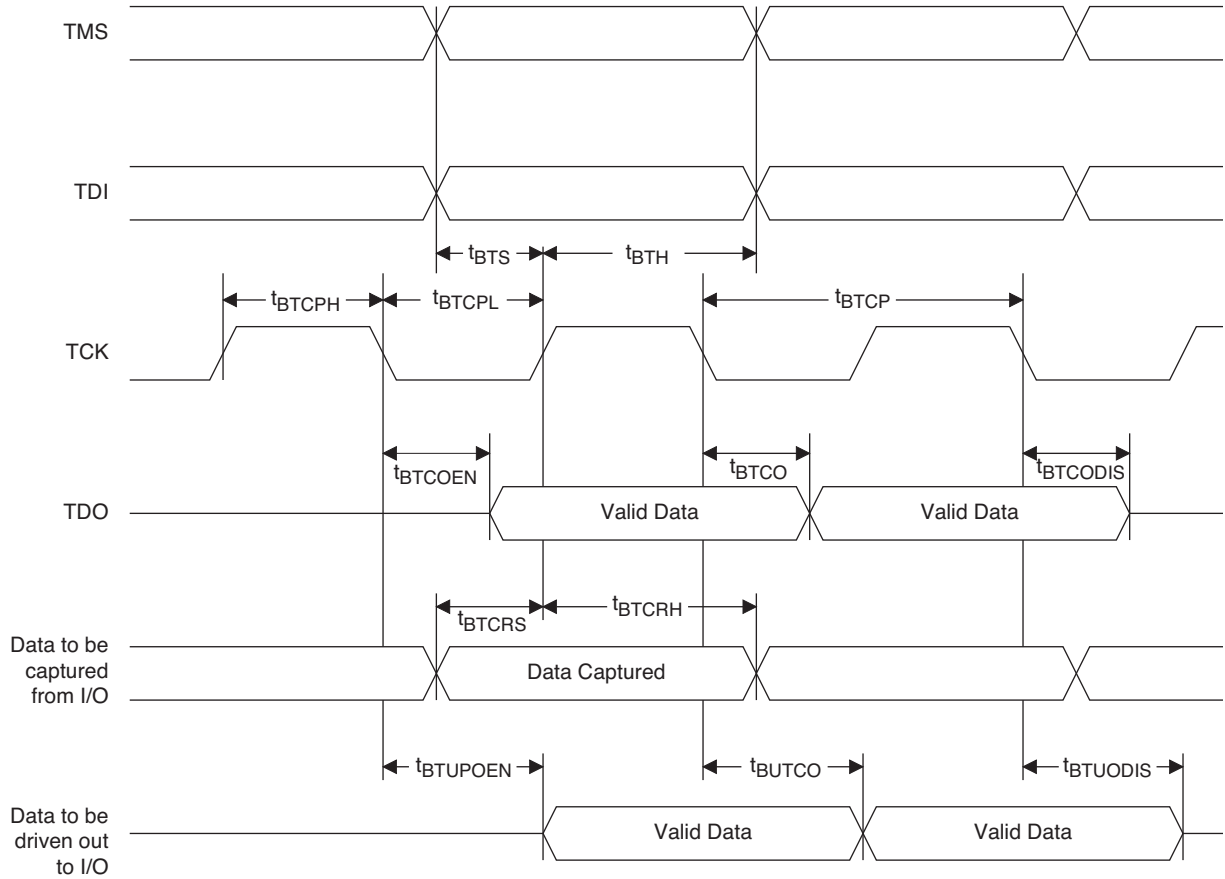 TMS
TDI
tBTS
tBTH
tBTCPH
tBTCPL
tBTCP
TCK
tBTCOEN
tBTCO
tBTCODIS
TDO
Valid Data
Valid Data
tBTCRS
tBTCRH
Data to be
captured
from I/O
Data Captured
tBTUPOEN
tBUTCO
tBTUODIS
Data to be
driven out
to I/O
Valid Data
Valid Data